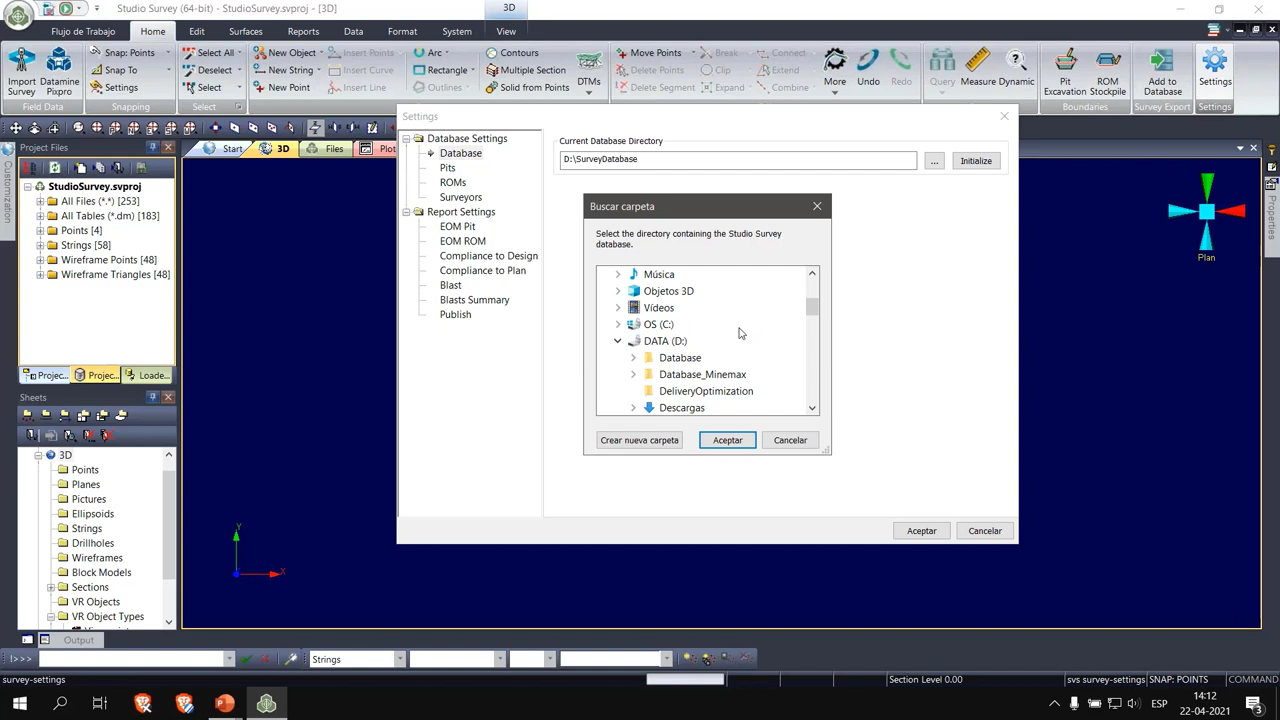 Studio Survey (64-bit) - StudioSurvey.svproj - [3D]
3D
Flujo de Trabajo
Home
Edit
Surfaces
Reports
Data
Format
System
View
Import Survey
Datamine Pixpro
Field Data
Snap: Points
Snap To
Settings
Snapping
Select All
Deselect
Select
Select
New Object
New String
New Point
Insert Points
Insert Curve
Insert Line
Arc
Rectangle
Outlines
Contours
Multiple Section
Solid from Points
DTMs
Move Points
Delete Points
Delete Segment
Break
Clip
Expand
Connect
Extend
Combine
More
Undo
Redo
Query
Measure
Dynamic
Pit Excavation
ROM Stockpile
Boundaries
Add to Database
Survey Export
Settings
Settings
Customization
Project Files
StudioSurvey.svproj
All Files (*.*) [253]
All Tables (*.dm) [183]
Points [4]
Strings [58]
Wireframe Points [48]
Wireframe Triangles [48]
Projec...
Projec...
Loade...
Sheets
3D
Points
Planes
Pictures
Ellipsoids
Strings
Drillholes
Wireframes
Block Models
Sections
VR Objects
VR Object Types
Output
Start
3D
Files
Plot
Settings
Database Settings
Database
Pits
ROMs
Surveyors
Report Settings
EOM Pit
EOM ROM
Compliance to Design
Compliance to Plan
Blast
Blasts Summary
Publish
Current Database Directory
D:\SurveyDatabase
...
Initialize
Buscar carpeta
Select the directory containing the Studio Survey
database.
Música
Objetos 3D
Vídeos
OS (C:)
DATA (D:)
Database
Database_Minemax
DeliveryOptimization
Descargas
Crear nueva carpeta
Aceptar
Cancelar
Aceptar
Cancelar
Plan
Properties
Y
X
!>>>
Strings
survey-settings
Section Level 0.00
svs survey-settings
SNAP: POINTS
COMMAND
ESP
14:12
22-04-2021
3